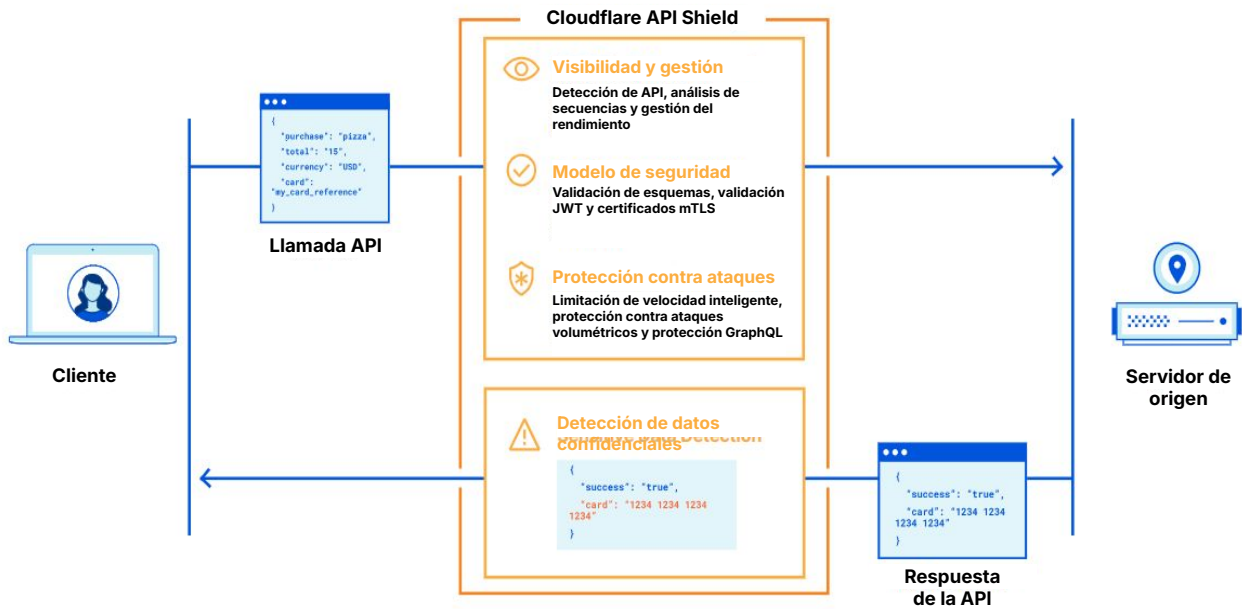 Cloudflare API Shield
Visibilidad y gestión
Detección de API, análisis de
secuencias y gestión del
rendimiento
{
"purchase": "pizza",
"total": "15",
"currency": "USD",
"card":
"my_card_reference"
}
Llamada API
Modelo de seguridad
Validación de esquemas, validación
JWT y certificados mTLS
Protección contra ataques
Limitación de velocidad inteligente,
protección contra ataques
volumétricos y protección GraphQL
Cliente
Servidor de
origen
Detección de datos
confidenciales
{
"success": "true",
"card": "1234 1234 1234
1234"
}
{
"success": "true",
"card": "1234 1234
1234 1234"
}
Respuesta
de la API